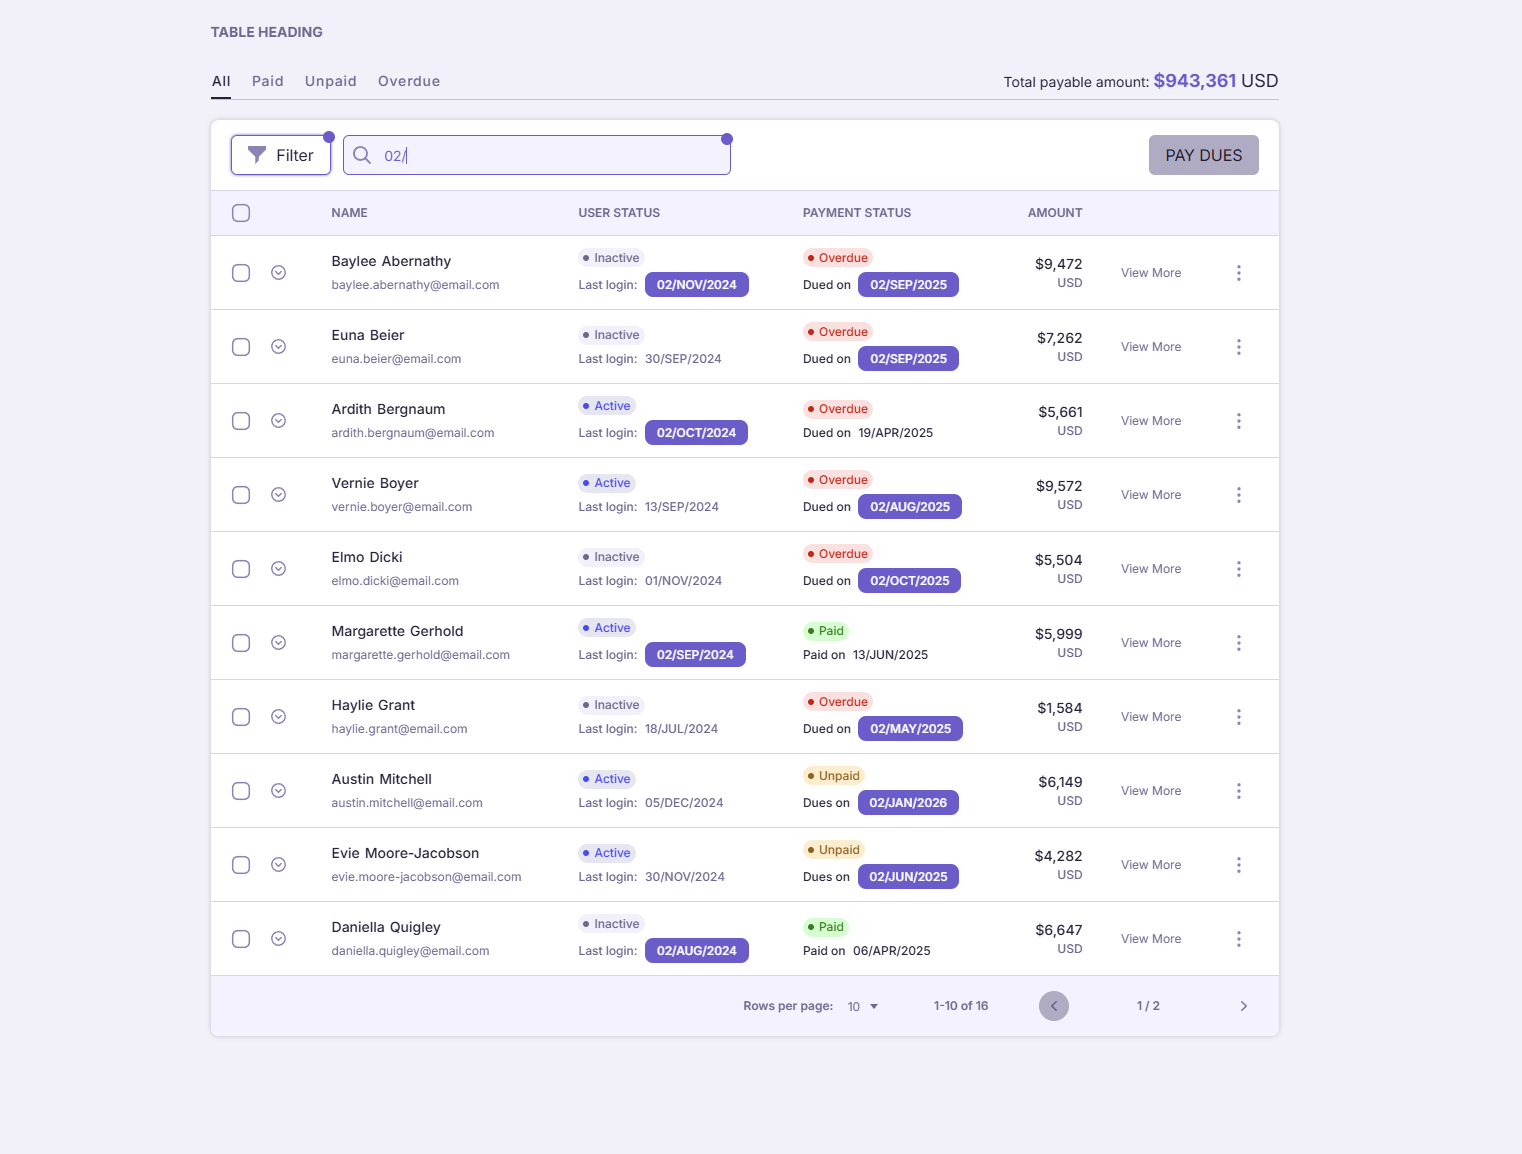 TABLE HEADING
All Paid Unpaid Overdue Total payable amount: $943,361 USD
Filter 02/ PAY DUES
NAME USER STATUS PAYMENT STATUS AMOUNT
Baylee Abernathy Inactive Overdue $9,472
baylee.abernathy@email.com Last login: 02/NOV/2024 Dued on 02/SEP/2025 USD View More
Euna Beier Inactive Overdue $7,262
euna.beier@email.com Last login: 30/SEP/2024 Dued on 02/SEP/2025 USD View More
Ardith Bergnaum Active Overdue $5,661
ardith.bergnaum@email.com Last login: 02/OCT/2024 Dued on 19/APR/2025 USD View More
Vernie Boyer Active Overdue $9,572
vernie.boyer@email.com Last login: 13/SEP/2024 Dued on 02/AUG/2025 USD View More
Elmo Dicki Inactive Overdue $5,504
elmo.dicki@email.com Last login: 01/NOV/2024 Dued on 02/OCT/2025 USD View More
Margarette Gerhold Active Paid $5,999
margarette.gerhold@email.com Last login: 02/SEP/2024 Paid on 13/JUN/2025 USD View More
Haylie Grant Inactive Overdue $1,584
haylie.grant@email.com Last login: 18/JUL/2024 Dued on 02/MAY/2025 USD View More
Austin Mitchell Active Unpaid $6,149
austin.mitchell@email.com Last login: 05/DEC/2024 Dues on 02/JAN/2026 USD View More
Evie Moore-Jacobson Active Unpaid $4,282
evie.moore-jacobson@email.com Last login: 30/NOV/2024 Dues on 02/JUN/2025 USD View More
Daniella Quigley Inactive Paid $6,647
daniella.quigley@email.com Last login: 02/AUG/2024 Paid on 06/APR/2025 USD View More
Rows per page: 10 1-10 of 16 1 / 2